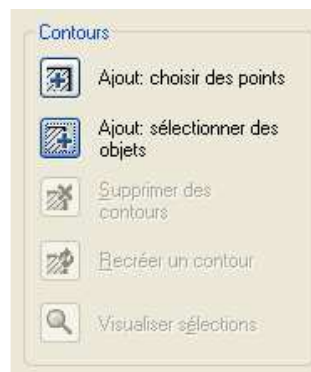 Contours
Ajout: choisir des points
Ajout: sélectionner des
objets
Supprimer des
contours
Recréer un contour
Visualiser sélections